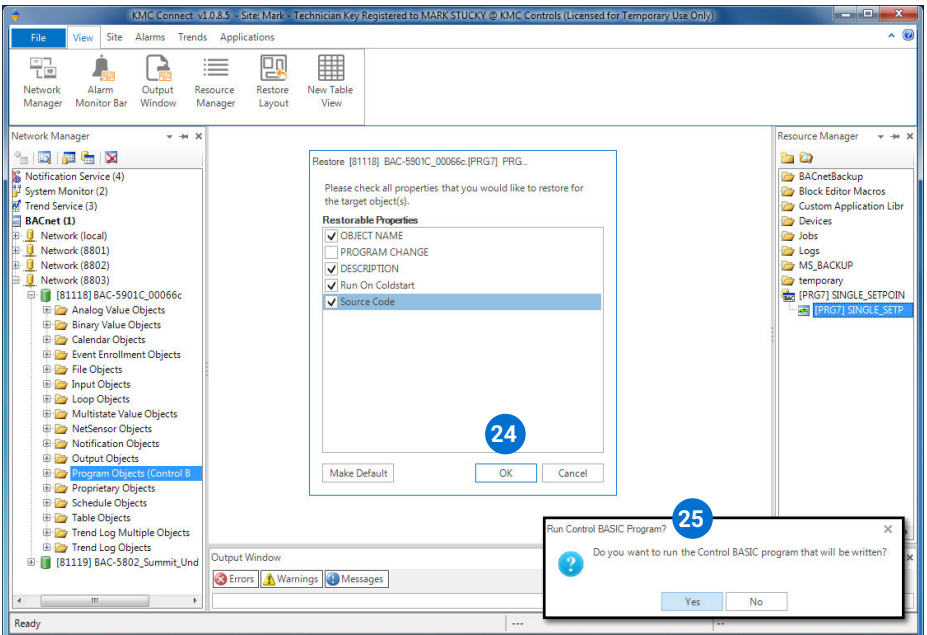 KMC Connect v1.0.8.5 - Site: Mark - Technician Key Registered to MARK STUCKY @ KMC Controls (Licensed for Temporary Use Only)
File View Site Alarms Trends Applications
Network Manager
Alarm Monitor Bar
Output Window
Resource Manager
Restore Layout
New Table View
Network Manager
Notification Service (4)
System Monitor (2)
Trend Service (3)
BACnet (1)
Network (local)
Network (8801)
Network (8802)
Network (8803)
[81118] BAC-5901C_00066c
Analog Value Objects
Binary Value Objects
Calendar Objects
Event Enrollment Objects
File Objects
Input Objects
Loop Objects
Multistate Value Objects
NetSensor Objects
Notification Objects
Output Objects
Program Objects (Control B
Proprietary Objects
Schedule Objects
Table Objects
Trend Log Multiple Objects
Trend Log Objects
[81119] BAC-5802_Summit_Und
Restore [81118] BAC-5901C_00066c.[PRG7] PRG...
Please check all properties that you would like to restore for
the target object(s).
Restorable Properties
OBJECT NAME
PROGRAM CHANGE
DESCRIPTION
Run On Coldstart
Source Code
24
Make Default OK Cancel
Resource Manager
BACnetBackup
Block Editor Macros
Custom Application Libr
Devices
Jobs
Logs
MS_BACKUP
temporary
BAC [PRG7] SINGLE_SETPOIN
[PRG7] SINGLE_SETP
Output Window
Errors Warnings Messages
25
Run Control BASIC Program?
Do you want to run the Control BASIC program that will be written?
Yes No
Ready --- --